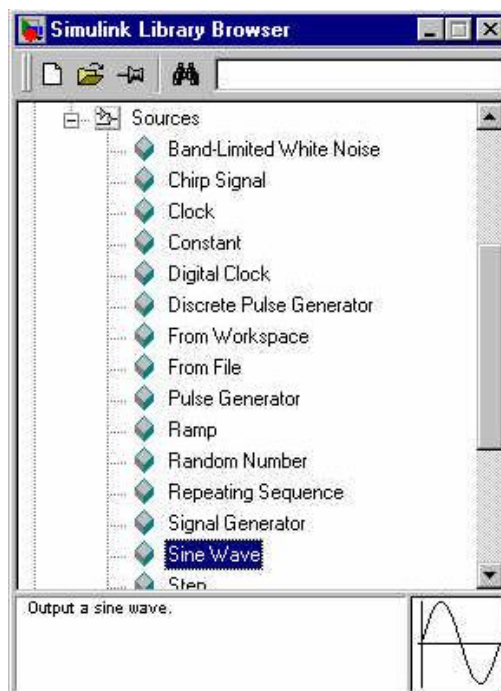 Simulink Library Browser
Sources
Band-Limited White Noise
Chirp Signal
Clock
Constant
Digital Clock
Discrete Pulse Generator
From Workspace
From File
Pulse Generator
Ramp
Random Number
Repeating Sequence
Signal Generator
Sine Wave
Step
Output a sine wave.